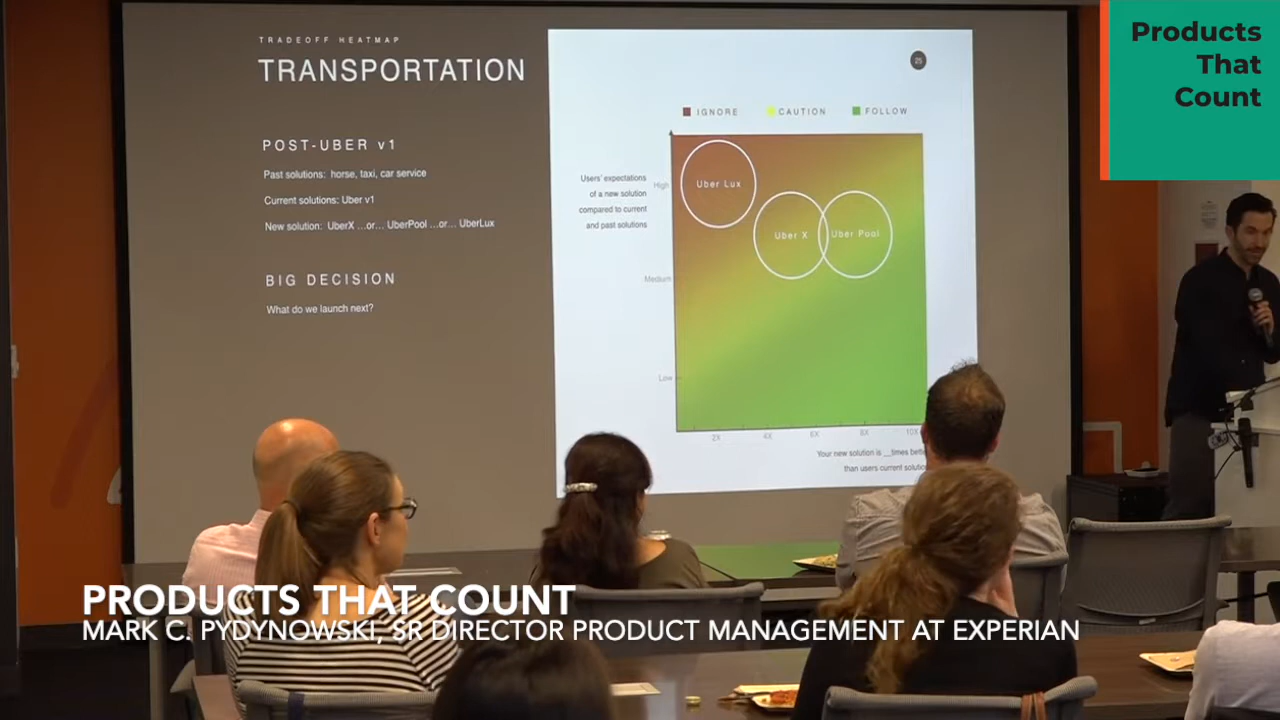 TRADEOFF HEATMAP
TRANSPORTATION
POST-UBER v1
Past solutions: horse, taxi, car service
Current solutions: Uber v1
New solution: UberX ...or... UberPool ...or... UberLux
BIG DECISION
What do we launch next?
25
IGNORE CAUTION FOLLOW
Users' expectations
of a new solution
compared to current
and past solutions
High
Medium
Low
Uber Lux
Uber X
Uber Pool
2X 4X 6X 8X 10X
Your new solution is __times
than users current
Products
That
Count
PRODUCTS THAT COUNT
MARK C. PYDYNOWSKI, SR DIRECTOR PRODUCT MANAGEMENT AT EXPERIAN